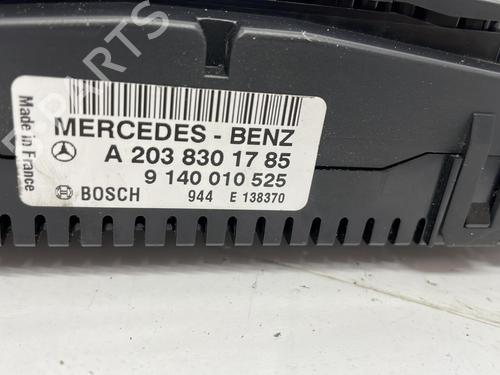 MERCEDES - BENZ
A 203 830 17 85
9 140 010 525
BOSCH 944 E 138370
Made in France